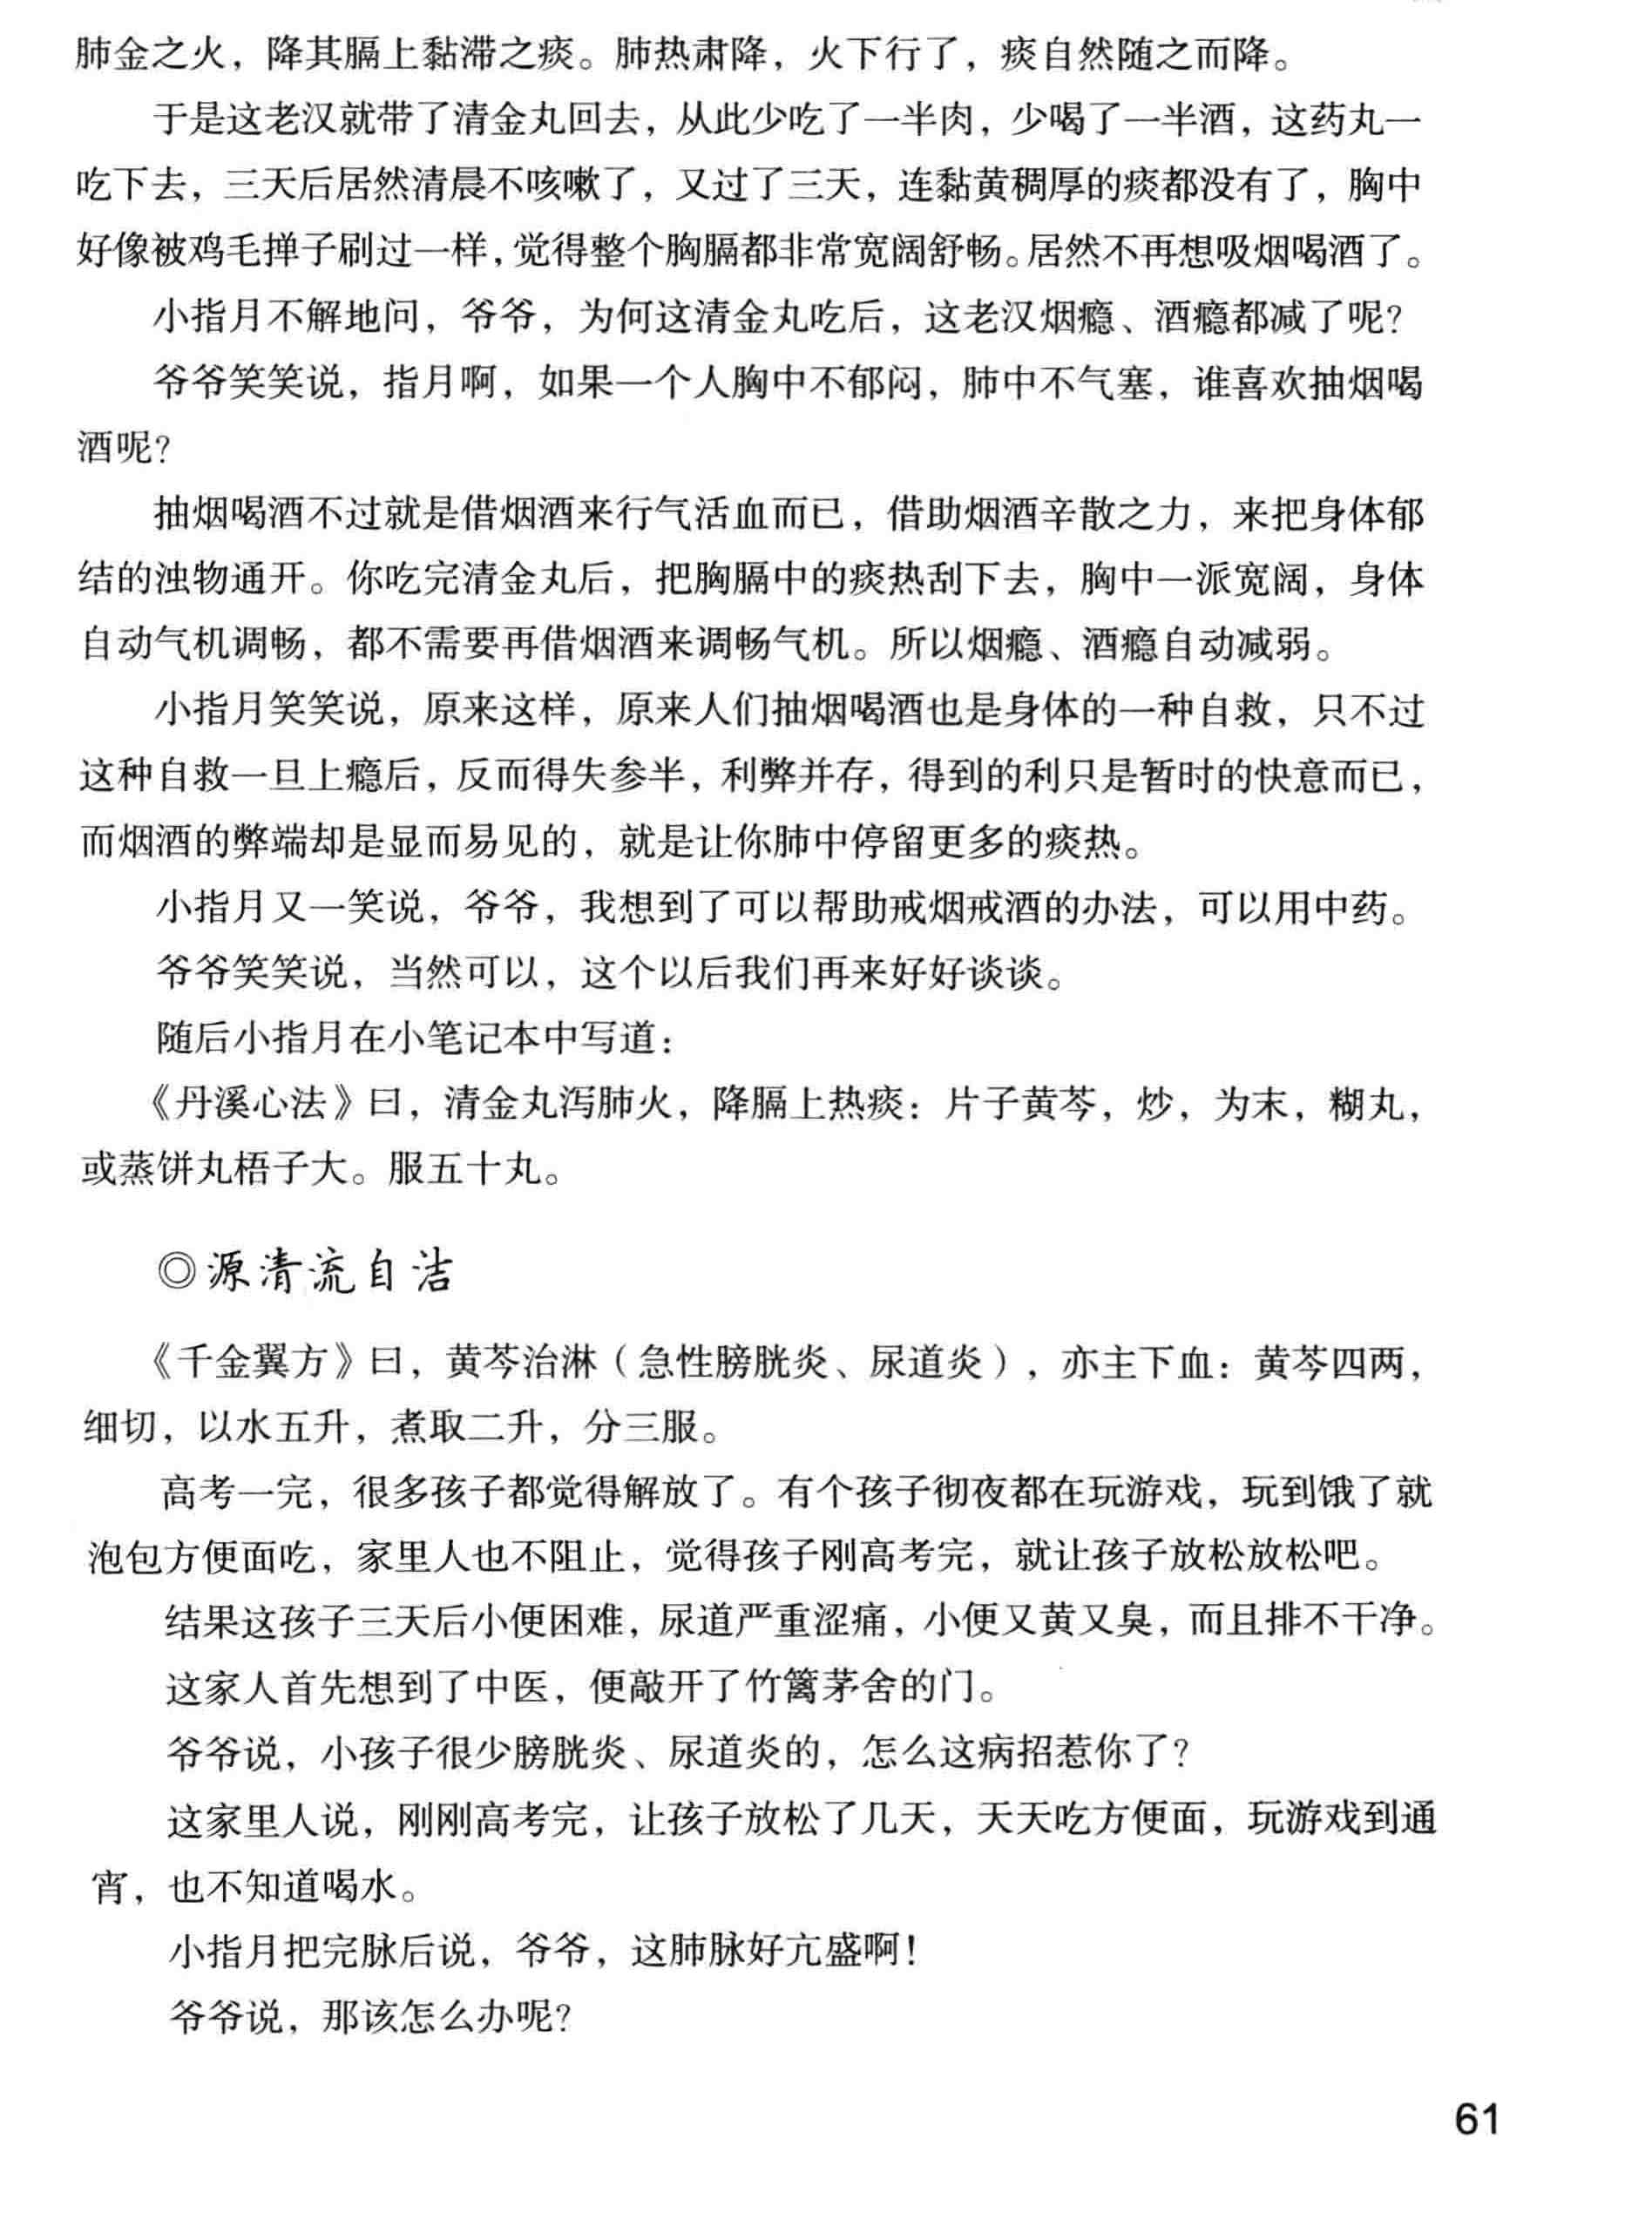 肺金之火，降其膈上黏滞之痰。肺热肃降，火下行了，痰自然随之而降。
于是这老汉就带了清金丸回去，从此少吃了一半肉，少喝了一半酒，这药丸一
吃下去，三天后居然清晨不咳嗽了，又过了三天，连黏黄稠厚的痰都没有了，胸中
好像被鸡毛掸子刷过一样，觉得整个胸膈都非常宽阔舒畅。居然不再想吸烟喝酒了。
小指月不解地问，爷爷，为何这清金丸吃后，这老汉烟瘾、酒瘾都减了呢？
爷爷笑笑说，指月啊，如果一个人胸中不郁闷，肺中不气塞，谁喜欢抽烟喝
酒呢？
抽烟喝酒不过就是借烟酒来行气活血而已，借助烟酒辛散之力，来把身体郁
结的浊物通开。你吃完清金丸后，把胸膈中的痰热刮下去，胸中一派宽阔，身体
自动气机调畅，都不需要再借烟酒来调畅气机。所以烟瘾、酒瘾自动减弱。
小指月笑笑说，原来这样，原来人们抽烟喝酒也是身体的一种自救，只不过
这种自救一旦上瘾后，反而得失参半，利弊并存，得到的利只是暂时的快意而已，
而烟酒的弊端却是显而易见的，就是让你肺中停留更多的痰热。
小指月又一笑说，爷爷，我想到了可以帮助戒烟戒酒的办法，可以用中药。
爷爷笑笑说，当然可以，这个以后我们再来好好谈谈。
随后小指月在小笔记本中写道：
《丹溪心法》曰，清金丸泻肺火，降膈上热痰：片子黄芩，炒，为末，糊丸，
或蒸饼丸梧子大。服五十丸。
◎源清流自洁
《千金翼方》曰，黄芩治淋（急性膀胱炎、尿道炎），亦主下血：黄芩四两，
细切，以水五升，煮取二升，分三服。
高考一完，很多孩子都觉得解放了。有个孩子彻夜都在玩游戏，玩到饿了就
泡包方便面吃，家里人也不阻止，觉得孩子刚高考完，就让孩子放松放松吧。
结果这孩子三天后小便困难，尿道严重涩痛，小便又黄又臭，而且排不干净。
这家人首先想到了中医，便敲开了竹篱茅舍的门。
爷爷说，小孩子很少膀胱炎、尿道炎的，怎么这病招惹你了？
这家里人说，刚刚高考完，让孩子放松了几天，天天吃方便面，玩游戏到通
宵，也不知道喝水。
小指月把完脉后说，爷爷，这肺脉好亢盛啊！
爷爷说，那该怎么办呢？
61